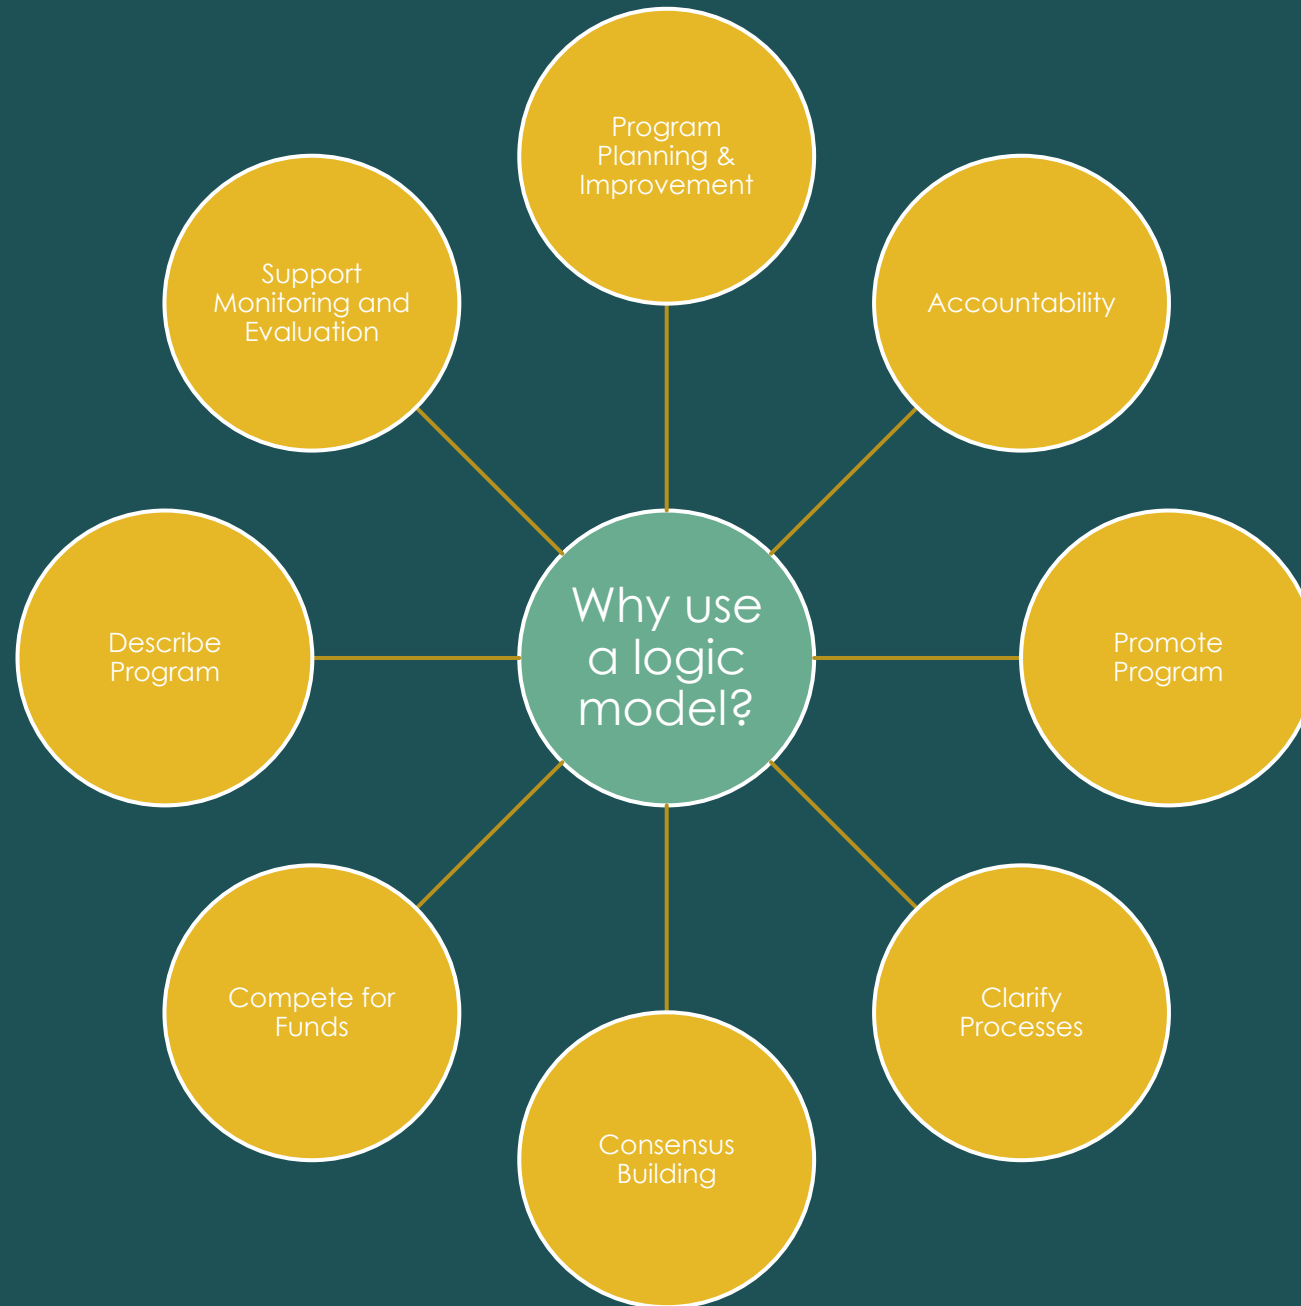 Program
Planning &
Improvement
Support
Monitoring and
Evaluation
Accountability
Why use
a logic
model?
Describe
Program
Promote
Program
Compete for
Funds
Clarify
Processes
Consensus
Building